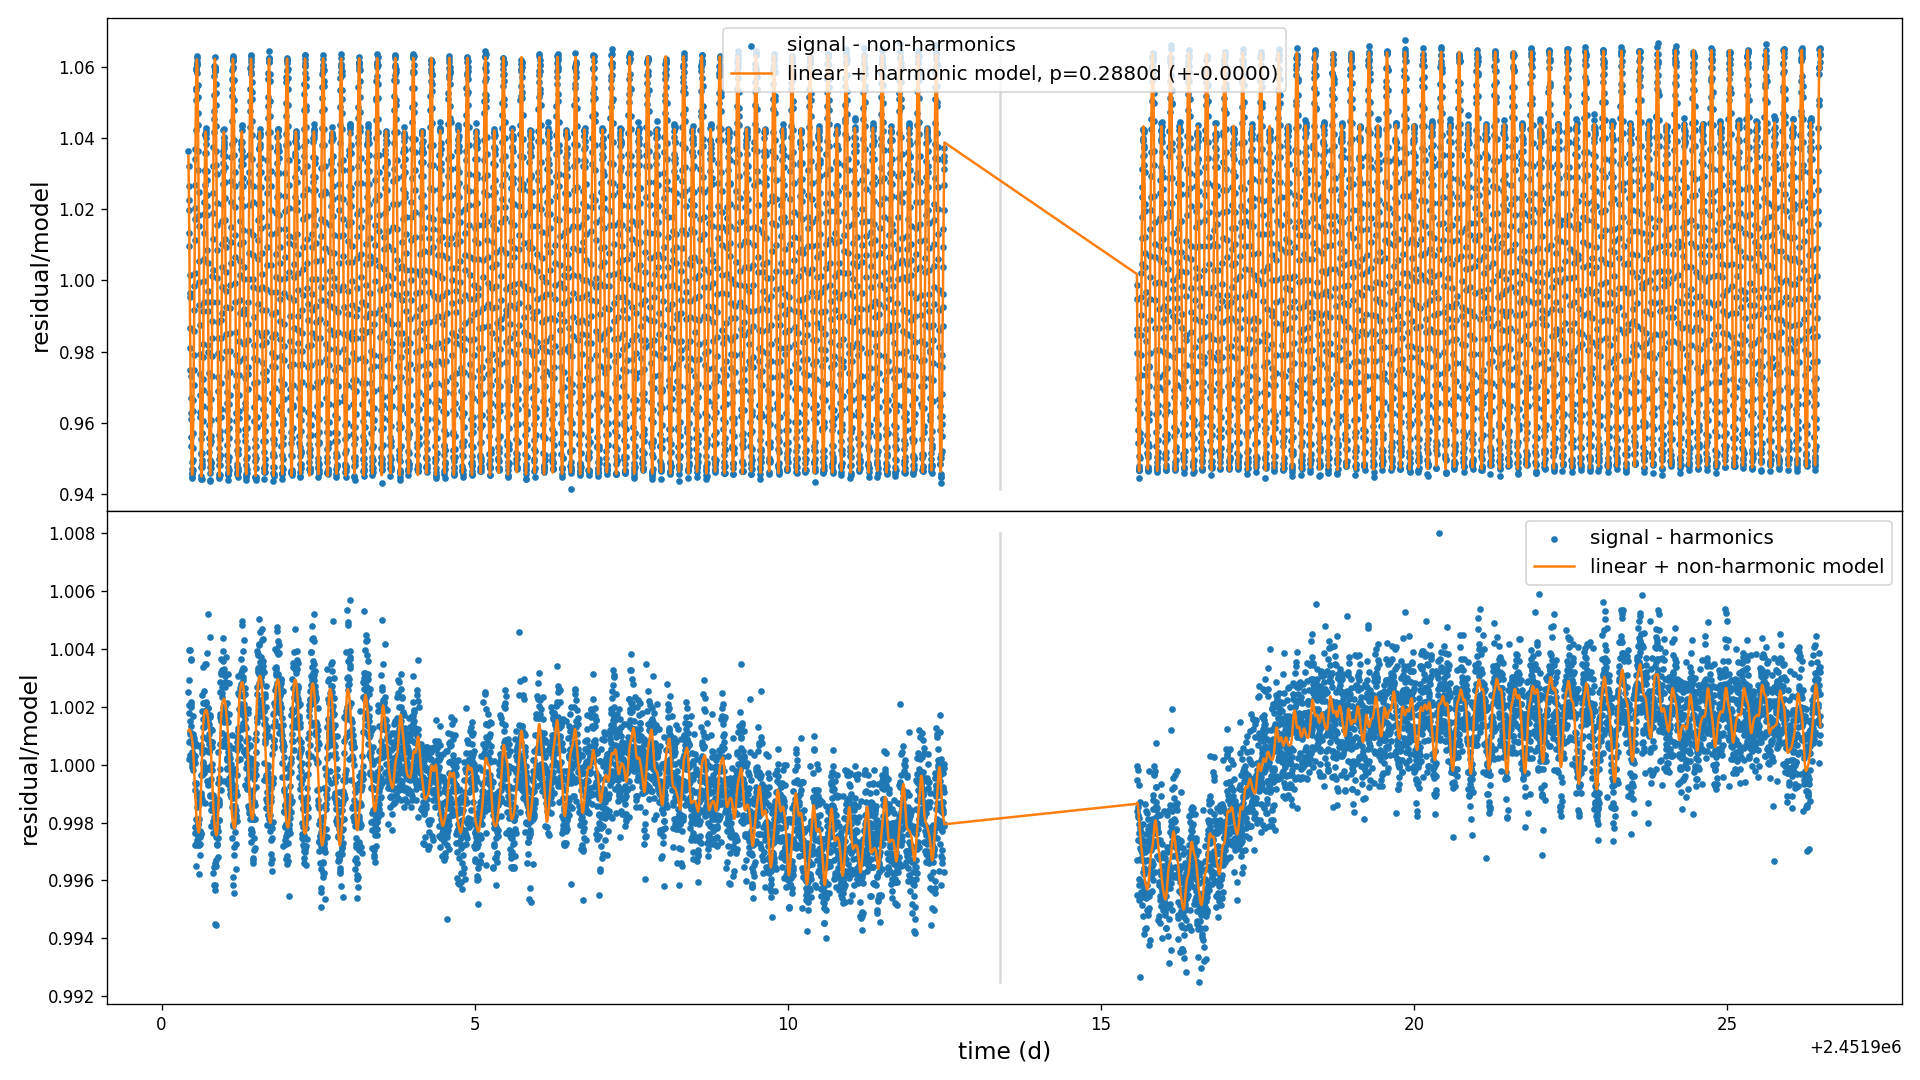 signal - non-harmonics
linear + harmonic model, p=0.2880d (+-0.0000)
1.06
1.04
1.02
1.00
0.98
0.96
0.94
residual/model
signal - harmonics
linear + non-harmonic model
1.008
1.006
1.004
1.002
1.000
0.998
0.996
0.994
0.992
residual/model
0 5 10 15 20 25
time (d)
+2.4519e6